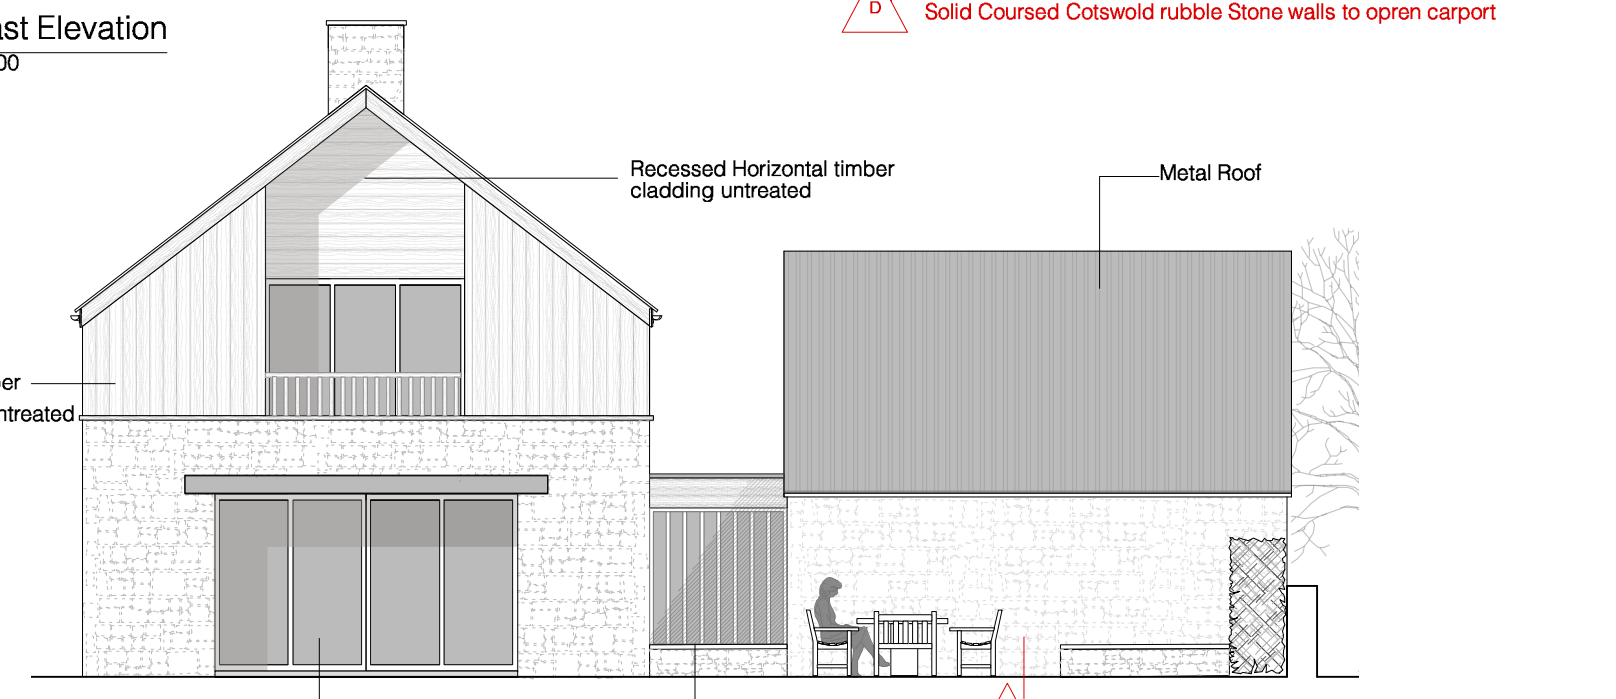 D
Solid Coursed Cotswold rubble Stone walls to opren carport
ast Elevation
00
Recessed Horizontal timber
cladding untreated
Metal Roof
ber
ntreated